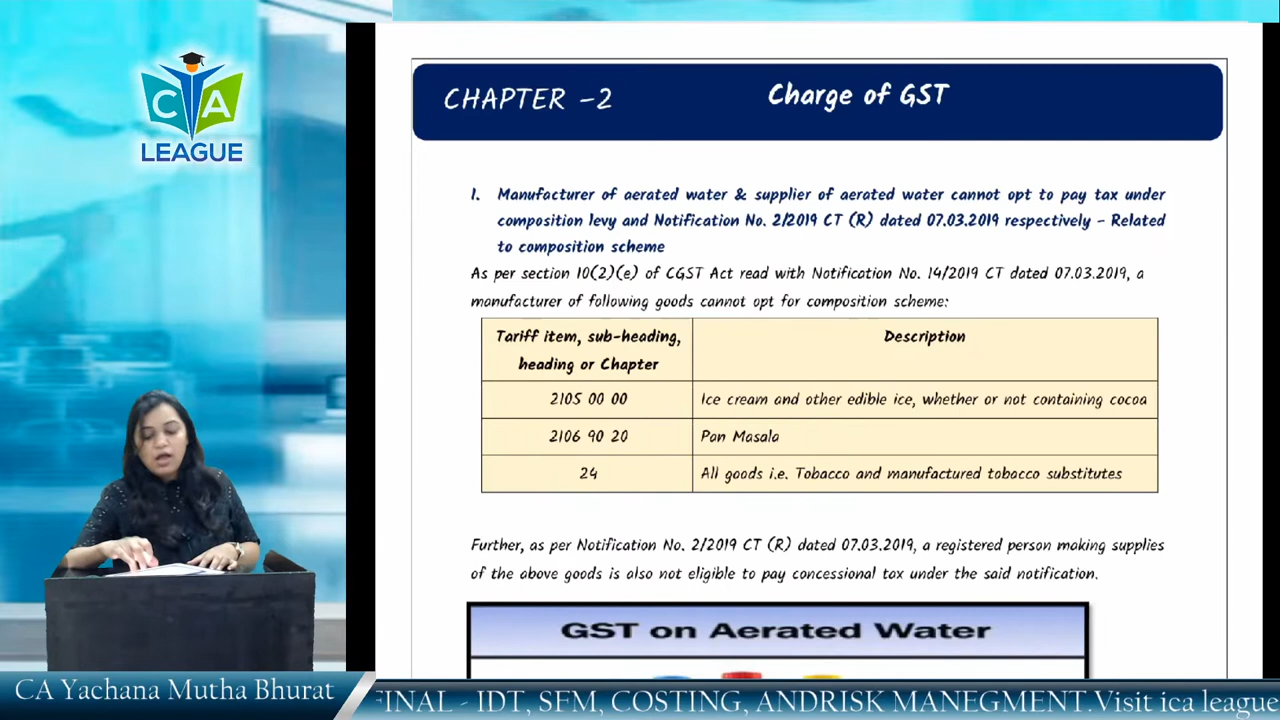 CA
LEAGUE
CHAPTER –2
Charge of GST
1. Manufacturer of aerated water & supplier of aerated water cannot opt to pay tax under
composition levy and Notification No. 2/2019 CT (R) dated 07.03.2019 respectively – Related
to composition scheme
As per section 10(2)(e) of CGST Act read with Notification No. 14/2019 CT dated 07.03.2019, a
manufacturer of following goods cannot opt for composition scheme:
Tariff item, sub-heading,
heading or Chapter
Description
2105 00 00
Ice cream and other edible ice, whether or not containing cocoa
2106 90 20
Pan Masala
24
All goods i.e. Tobacco and manufactured tobacco substitutes
Further, as per Notification No. 2/2019 CT (R) dated 07.03.2019, a registered person making supplies
of the above goods is also not eligible to pay concessional tax under the said notification.
GST on Aerated Water
CA Yachana Mutha Bhurat
FINAL - IDT, SFM, COSTING, ANDRISK MANEGMENT.Visit ica league